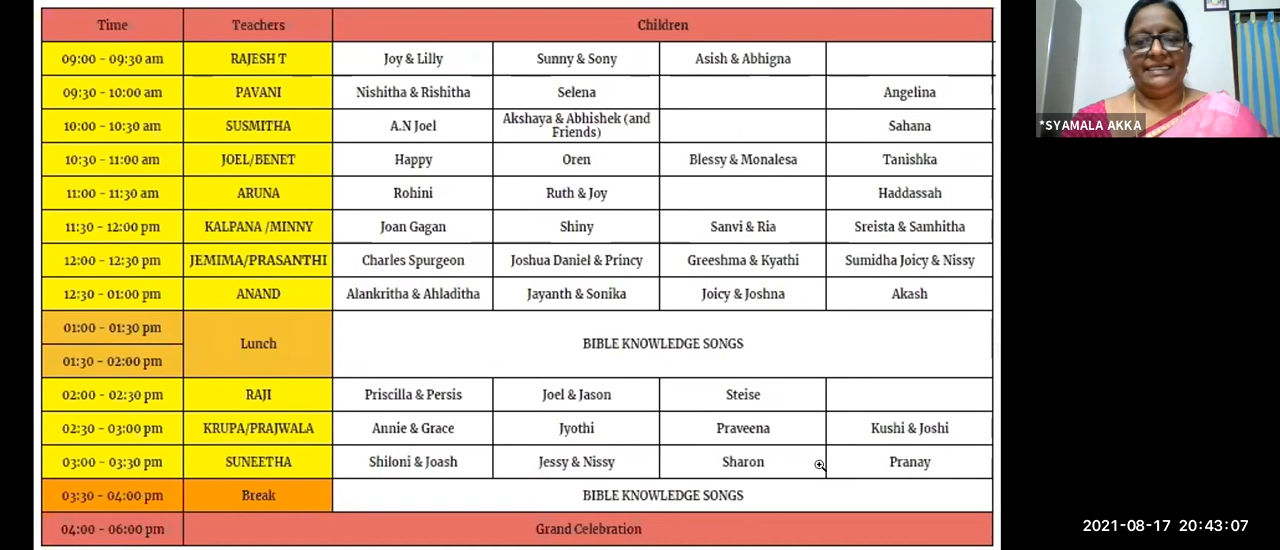 Time Teachers Children
09:00 - 09:30 am RAJESH T Joy & Lilly Sunny & Sony Asish & Abhigna
09:30 - 10:00 am PAVANI Nishitha & Rishitha Selena Angelina
10:00 - 10:30 am SUSMITHA A.N Joel Akshaya & Abhishek (and
Friends) Sahana
10:30 - 11:00 am JOEL/BENET Happy Oren Blessy & Monalesa Tanishka
11:00 - 11:30 am ARUNA Rohini Ruth & Joy Haddassah
11:30 - 12:00 pm KALPANA /MINNY Joan Gagan Shiny Sanvi & Ria Sreista & Samhitha
12:00 - 12:30 pm JEMIMA/PRASANTHI Charles Spurgeon Joshua Daniel & Princy Greeshma & Kyathi Sumidha Joicy & Nissy
12:30 - 01:00 pm ANAND Alankritha & Ahladitha Jayanth & Sonika Joicy & Joshna Akash
01:00 - 01:30 pm
Lunch BIBLE KNOWLEDGE SONGS
01:30 - 02:00 pm
02:00 - 02:30 pm RAJI Priscilla & Persis Joel & Jason Steise
02:30 - 03:00 pm KRUPA/PRAJWALA Annie & Grace Jyothi Praveena Kushi & Joshi
03:00 - 03:30 pm SUNEETHA Shiloni & Joash Jessy & Nissy Sharon Pranay
03:30 - 04:00 pm Break BIBLE KNOWLEDGE SONGS
04:00 - 06:00 pm Grand Celebration
*SYAMALA AKKA
2021-08-17 20:43:07